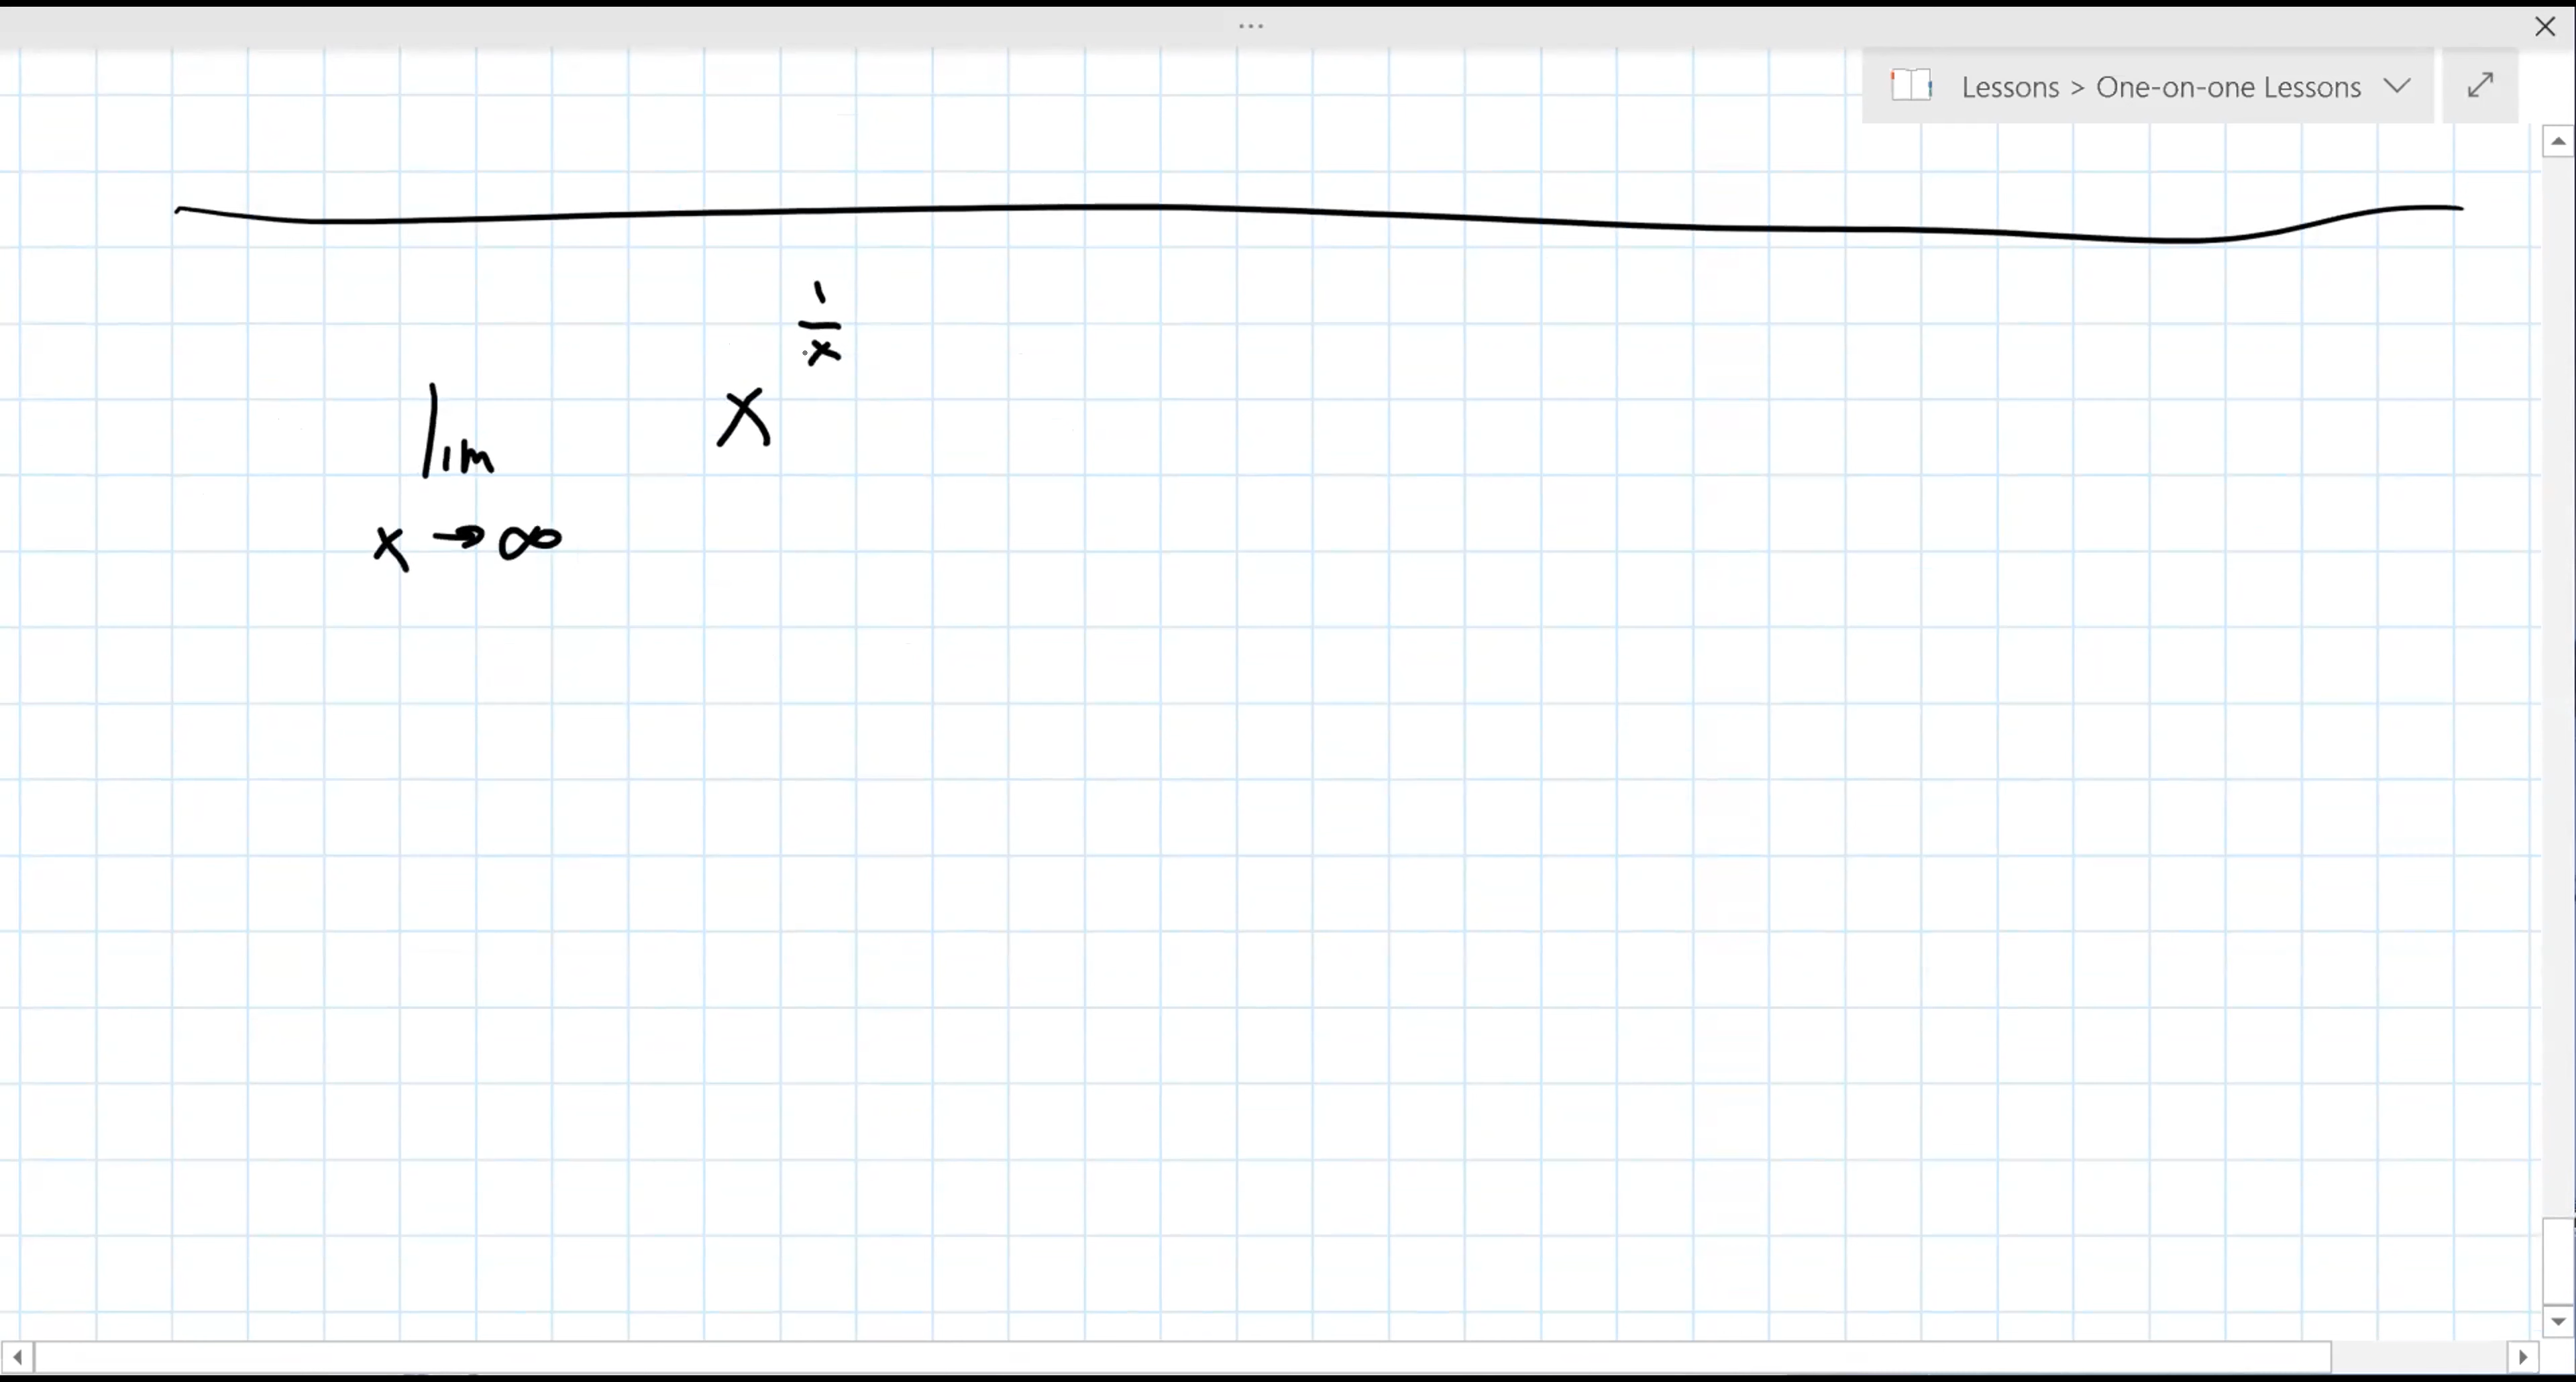 Lessons > One-on-one Lessons
lim x^(1/x)
x → ∞